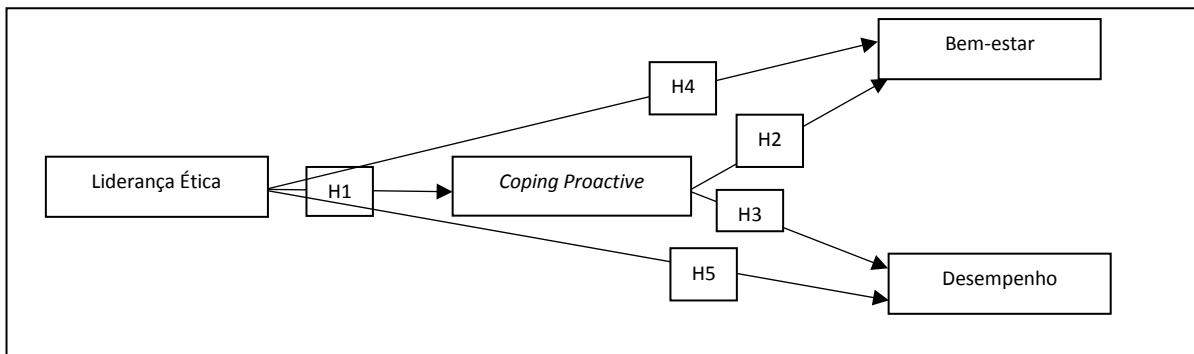 Bem-estar
H4
H2
Liderança Ética
H1
Coping Proactive
H3
H5
Desempenho